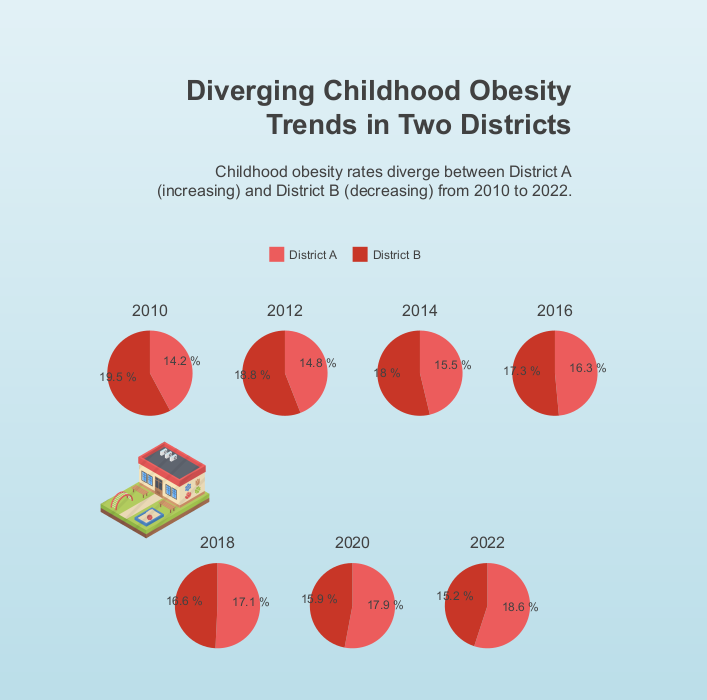 Diverging Childhood Obesity
Trends in Two Districts
Childhood obesity rates diverge between District A
(increasing) and District B (decreasing) from 2010 to 2022.
District A District B
2010 2012 2014 2016
19.5 % 14.2 % 18.8 % 14.8 % 18 % 15.5 % 17.3 % 16.3 %
2018 2020 2022
16.6 % 17.1 % 15.9 % 17.9 % 15.2 % 18.6 %